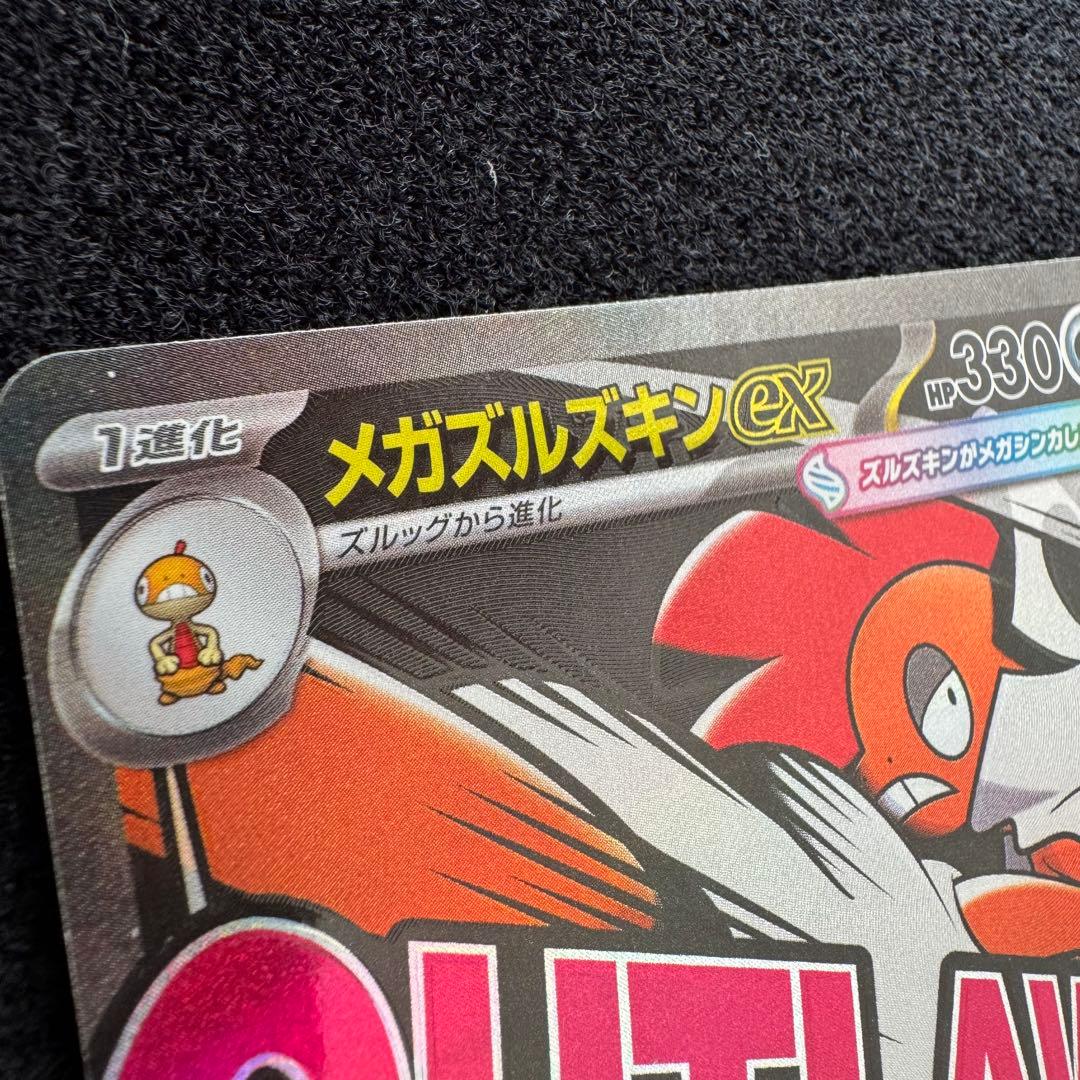 1進化
メガズルズキンex
HP330
ズルッグから進化
ズルズキンがメガシンカし
OUTLAW